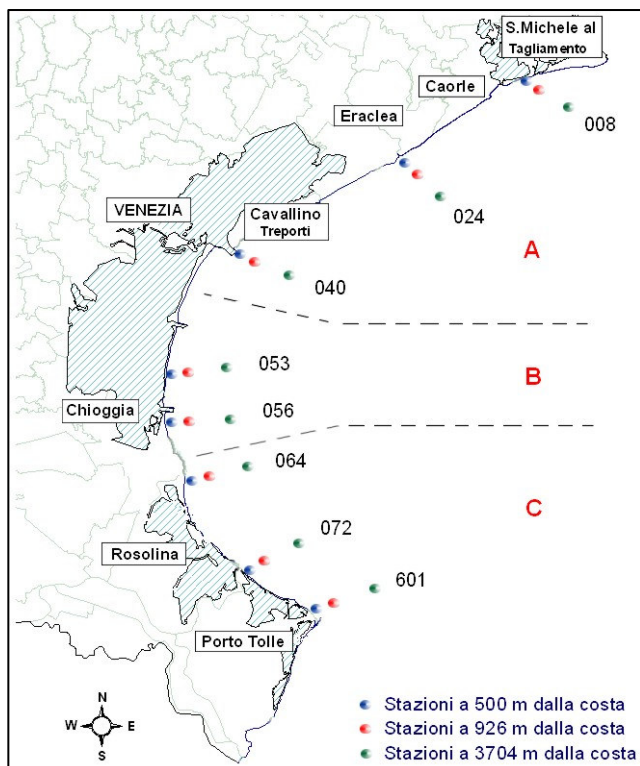 S.Michele al
Tagliamento
Caorle
008
Eraclea
024
VENEZIA
Cavallino
Treporti
A
040
053
B
Chioggia
056
064
C
072
Rosolina
601
Porto Tolle
N
W E
S
Stazioni a 500 m dalla costa
Stazioni a 926 m dalla costa
Stazioni a 3704 m dalla costa